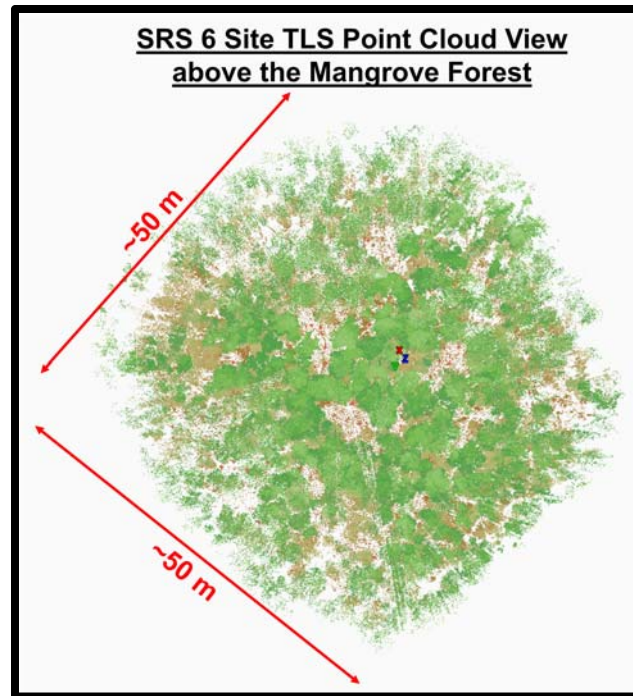 SRS 6 Site TLS Point Cloud View
above the Mangrove Forest
~50 m
X
Z
~50 m